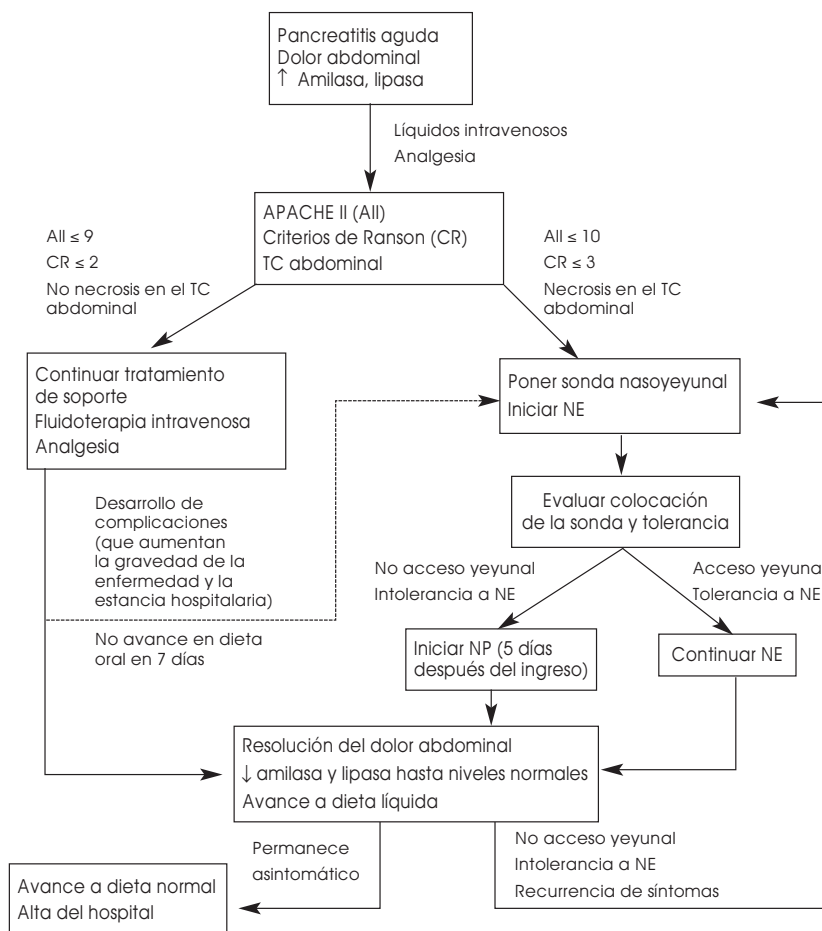 Pancreatitis aguda
Dolor abdominal
↑ Amilasa, lipasa
Líquidos intravenosos
Analgesia
APACHE II (AII)
Criterios de Ranson (CR)
TC abdominal
AII ≤ 9
CR ≤ 2
No necrosis en el TC
abdominal
AII ≤ 10
CR ≤ 3
Necrosis en el TC
abdominal
Continuar tratamiento
de soporte
Fluidoterapia intravenosa
Analgesia
Poner sonda nasoyeyunal
Iniciar NE
Evaluar colocación
de la sonda y tolerancia
Desarrollo de
complicaciones
(que aumentan
la gravedad de la
enfermedad y la
estancia hospitalaria)
No avance en dieta
oral en 7 días
No acceso yeyunal
Intolerancia a NE
Acceso yeyunal
Tolerancia a NE
Iniciar NP (5 días
después del ingreso)
Continuar NE
Resolución del dolor abdominal
↓ amilasa y lipasa hasta niveles normales
Avance a dieta líquida
Permanece
asintomático
No acceso yeyunal
Intolerancia a NE
Recurrencia de síntomas
Avance a dieta normal
Alta del hospital